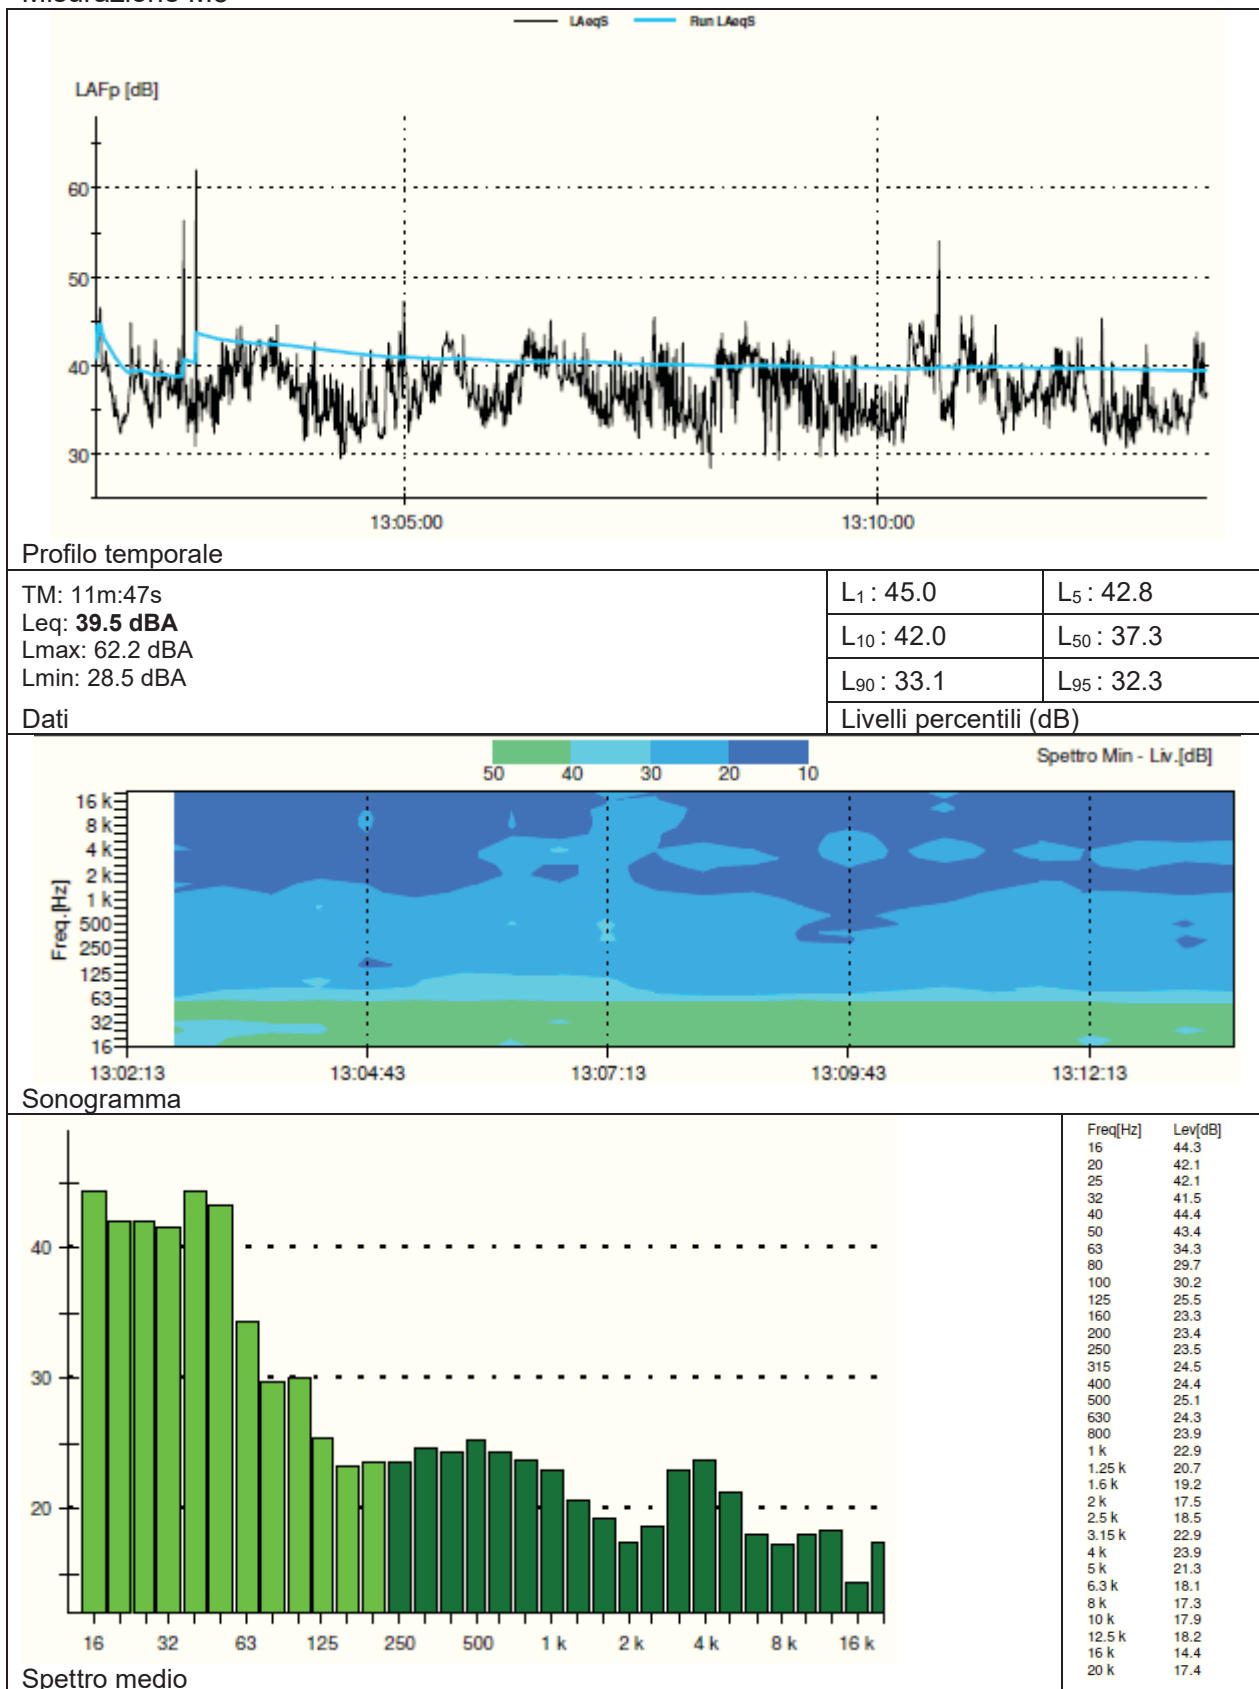 LAeqS Run LAeqS
LAFp [dB]
60
50
40
30
13:05:00 13:10:00
Profilo temporale
TM: 11m:47s
Leq: 39.5 dBA
Lmax: 62.2 dBA
Lmin: 28.5 dBA
Dati
L1 : 45.0 L5 : 42.8
L10 : 42.0 L50 : 37.3
L90 : 33.1 L95 : 32.3
Livelli percentili (dB)
50 40 30 20 10
Spettro Min - Liv.[dB]
Freq.[Hz]
16 k
8 k
4 k
2 k
1 k
500
250
125
63
32
16
13:02:13 13:04:43 13:07:13 13:09:43 13:12:13
Sonogramma
40
30
20
16 32 63 125 250 500 1 k 2 k 4 k 8 k 16 k
Spettro medio
Freq[Hz] Lev[dB]
16 44.3
20 42.1
25 42.1
32 41.5
40 44.4
50 43.4
63 34.3
80 29.7
100 30.2
125 25.5
160 23.3
200 23.4
250 23.5
315 24.5
400 24.4
500 25.1
630 24.3
800 23.9
1 k 22.9
1.25 k 20.7
1.6 k 19.2
2 k 17.5
2.5 k 18.5
3.15 k 22.9
4 k 23.9
5 k 21.3
6.3 k 18.1
8 k 17.3
10 k 17.9
12.5 k 18.2
16 k 14.4
20 k 17.4